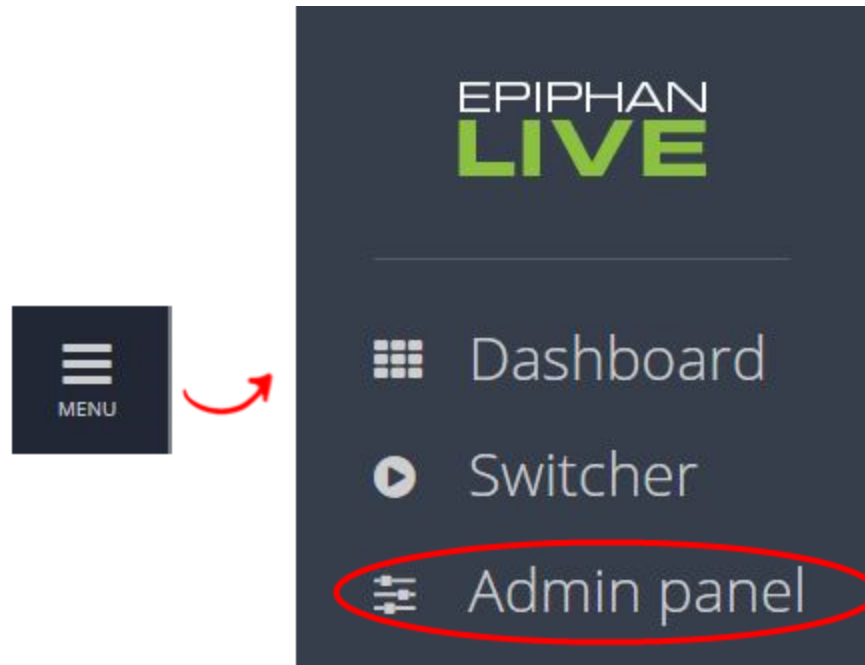 MENU
EPIPHAN
LIVE
Dashboard
Switcher
Admin panel